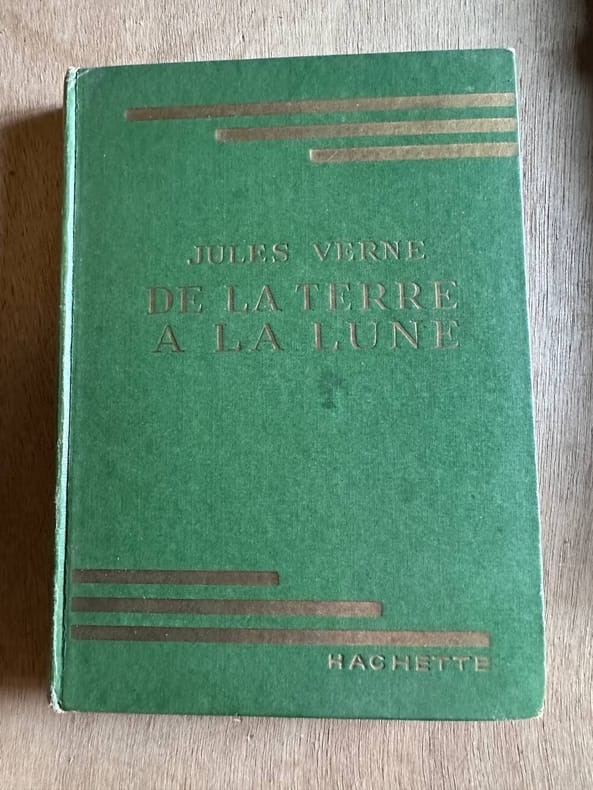 JULES VERNE
DE LA TERRE
A LA LUNE
HACHETTE